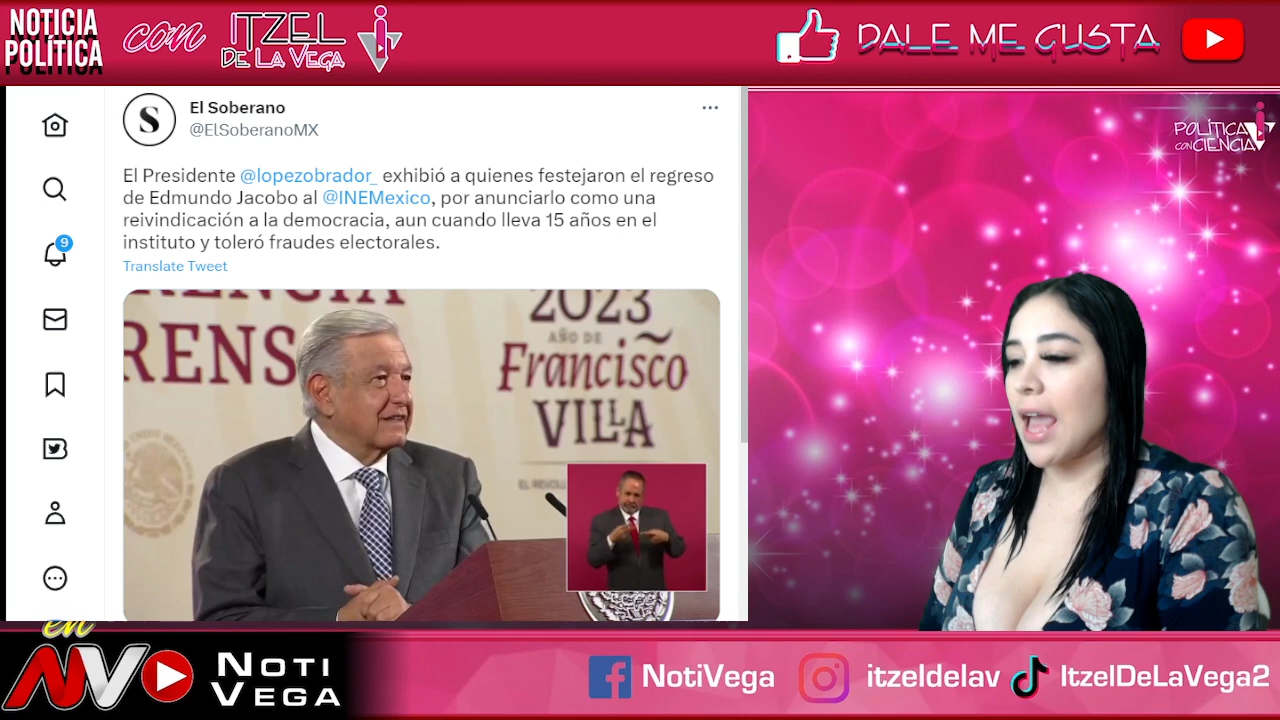 NOTICIA
POLÍTICA
con
ITZEL
DE LA VEGA
DALE ME GUSTA
El Soberano
@ElSoberanoMX
El Presidente @lopezobrador_ exhibió a quienes festejaron el regreso
de Edmundo Jacobo al @INEMexico, por anunciarlo como una
reivindicación a la democracia, aun cuando lleva 15 años en el
instituto y toleró fraudes electorales.
Translate Tweet
9
RENS
2023
AÑO DE
Francisco
VILLA
POLÍTICA
CON CIENCIA
en
NV
NOTI
VEGA
NotiVega
itzeldelav
ItzelDeLaVega2